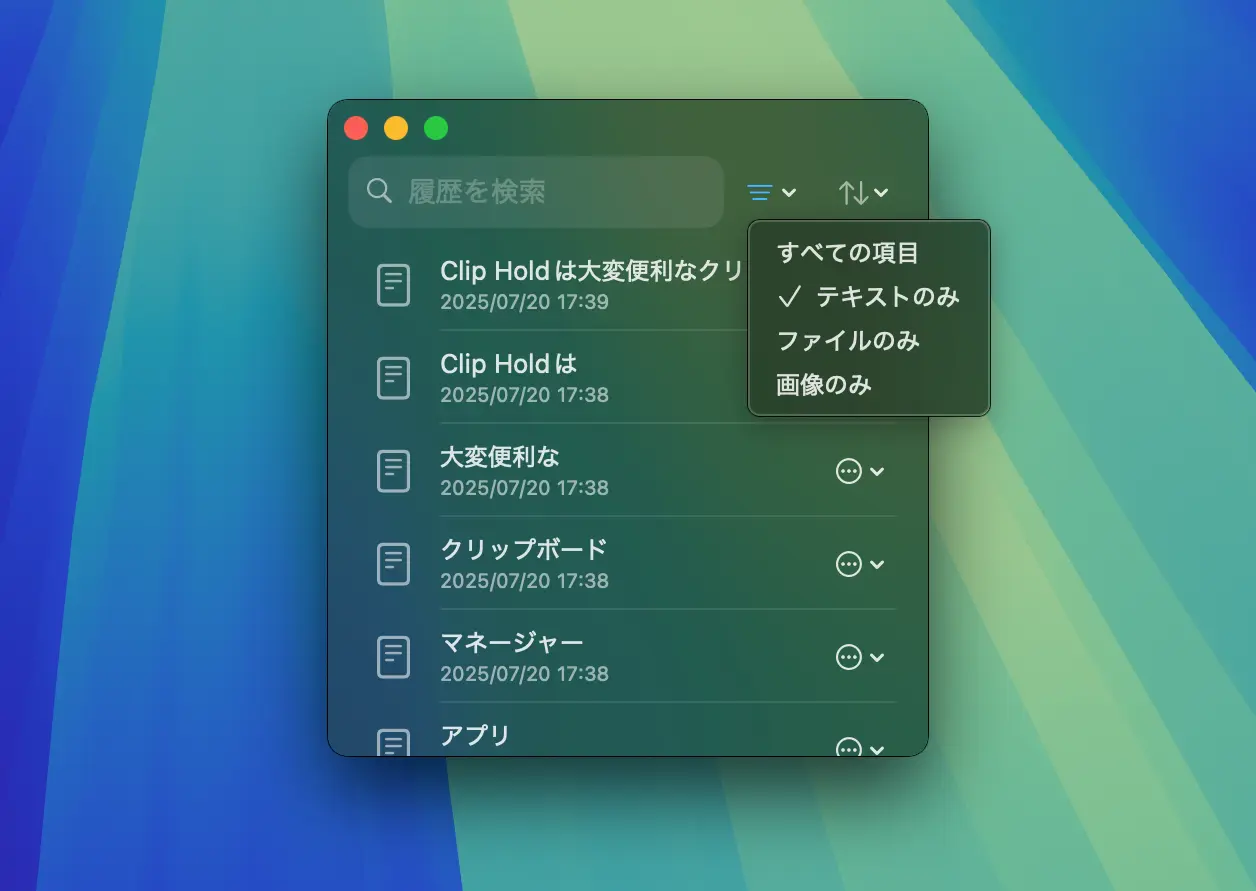 履歴を検索
すべての項目
✓ テキストのみ
ファイルのみ
画像のみ
Clip Holdは大変便利なクリ
2025/07/20 17:39
Clip Holdは
2025/07/20 17:38
大変便利な
2025/07/20 17:38
クリップボード
2025/07/20 17:38
マネージャー
2025/07/20 17:38
アプリ